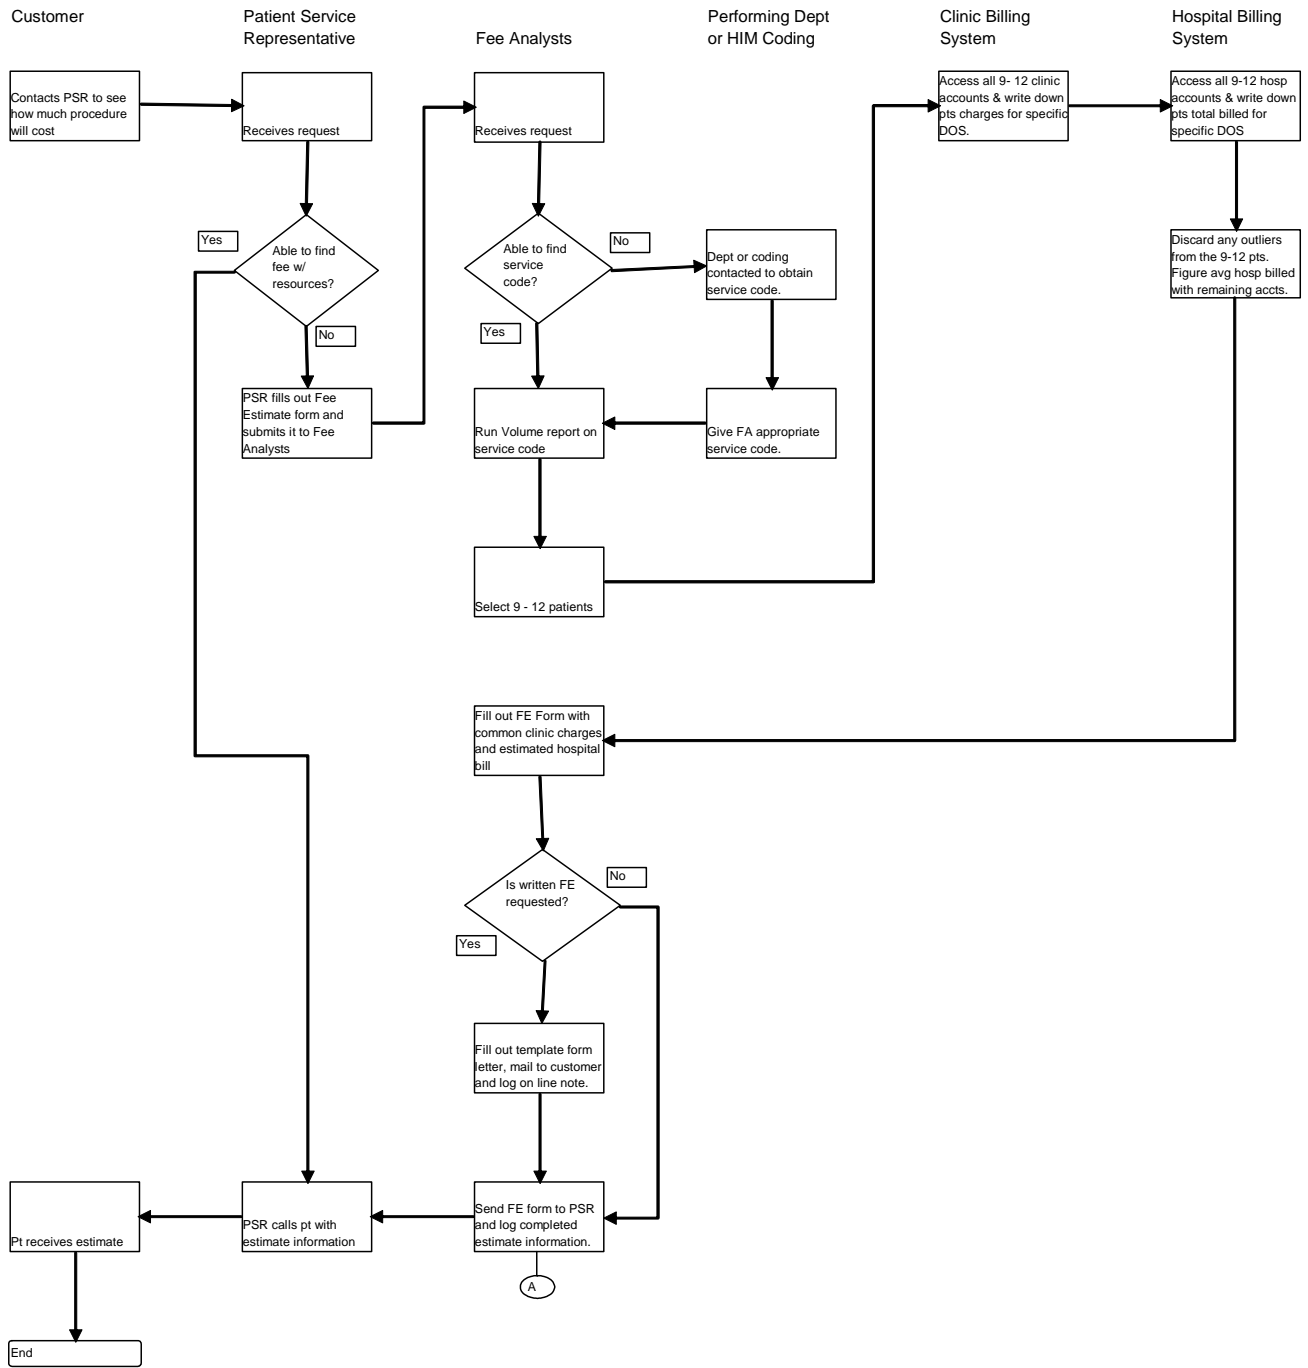 Customer
Patient Service
Representative
Fee Analysts
Performing Dept
or HIM Coding
Clinic Billing
System
Hospital Billing
System
Contacts PSR to see
how much procedure
will cost
Receives request
Receives request
Access all 9- 12 clinic
accounts & write down
pts charges for specific
DOS.
Access all 9-12 hosp
accounts & write down
pts total billed for
specific DOS
Yes
Able to find
fee w/
resources?
No
Able to find
service
code?
No
Yes
Dept or coding
contacted to obtain
service code.
Discard any outliers
from the 9-12 pts.
Figure avg hosp billed
with remaining accts.
PSR fills out Fee
Estimate form and
submits it to Fee
Analysts
Run Volume report on
service code
Give FA appropriate
service code.
Select 9 - 12 patients
Fill out FE Form with
common clinic charges
and estimated hospital
bill
Is written FE
requested?
No
Yes
Fill out template form
letter, mail to customer
and log on line note.
Pt receives estimate
PSR calls pt with
estimate information
Send FE form to PSR
and log completed
estimate information.
A
End